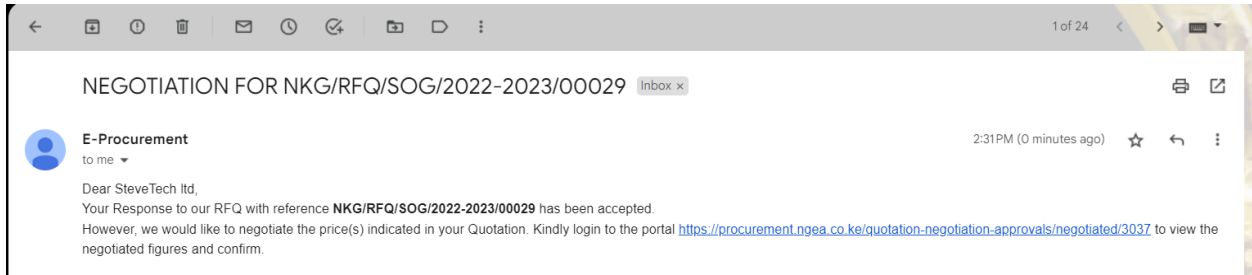 1 of 24
NEGOTIATION FOR NKG/RFQ/SOG/2022-2023/00029 Inbox ×
E-Procurement 2:31 PM (0 minutes ago)
to me
Dear SteveTech ltd,
Your Response to our RFQ with reference NKG/RFQ/SOG/2022-2023/00029 has been accepted.
However, we would like to negotiate the price(s) indicated in your Quotation. Kindly login to the portal https://procurement.ngea.co.ke/quotation-negotiation-approvals/negotiated/3037 to view the
negotiated figures and confirm.